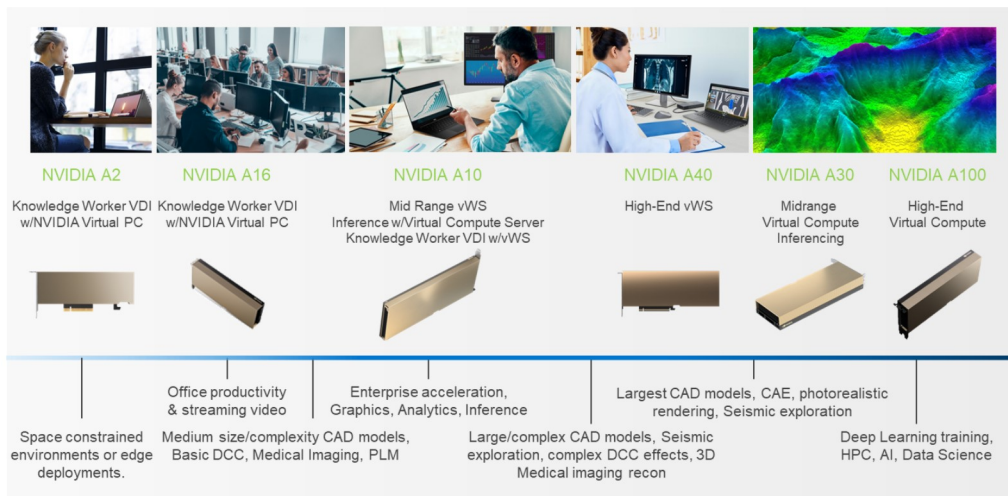 NVIDIA A2
Knowledge Worker VDI
w/NVIDIA Virtual PC
NVIDIA A16
Knowledge Worker VDI
w/NVIDIA Virtual PC
NVIDIA A10
Mid Range vWS
Inference w/Virtual Compute Server
Knowledge Worker VDI w/vWS
NVIDIA A40
High-End vWS
NVIDIA A30
Midrange
Virtual Compute
Inferencing
NVIDIA A100
High-End
Virtual Compute
Space constrained
environments or edge
deployments.
Office productivity
& streaming video
Medium size/complexity CAD models,
Basic DCC, Medical Imaging, PLM
Enterprise acceleration,
Graphics, Analytics, Inference
Large/complex CAD models, Seismic
exploration, complex DCC effects, 3D
Medical imaging recon
Largest CAD models, CAE, photorealistic
rendering, Seismic exploration
Deep Learning training,
HPC, AI, Data Science